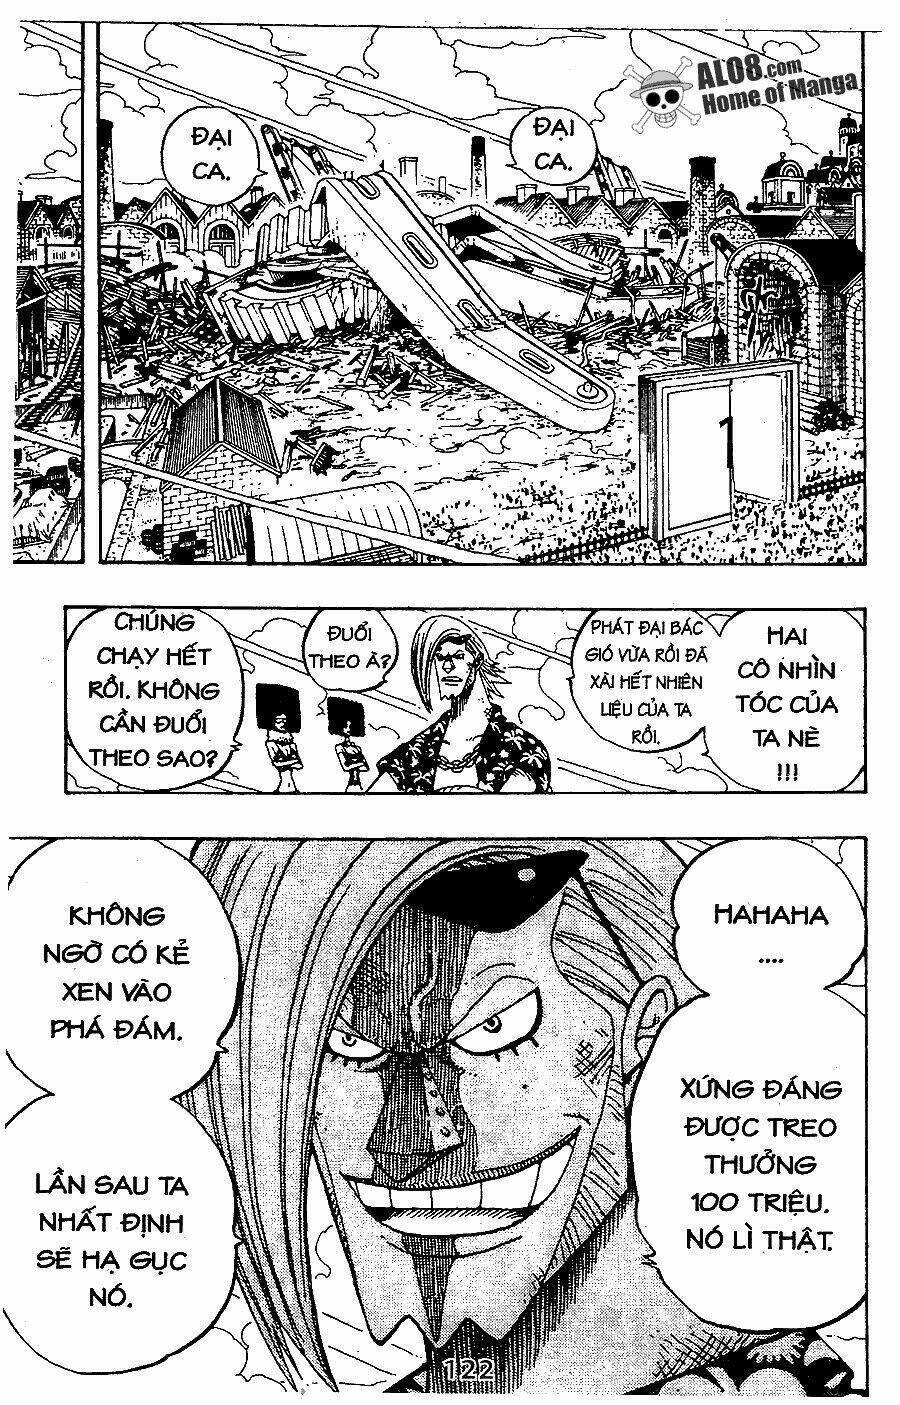 AL08.com
Home of Manga
ĐẠI
CA.
ĐẠI
CA.
1
HAI
CÔ NHÌN
TÓC CỦA
TA NÈ
!!!
PHÁT ĐẠI BÁC
GIÓ VỪA RỒI ĐÃ
XÀI HẾT NHIÊN
LIỆU CỦA TA
RỒI.
ĐUỔI
THEO À?
CHÚNG
CHẠY HẾT
RỒI. KHÔNG
CẦN ĐUỔI
THEO SAO?
HAHAHA
....
XỨNG ĐÁNG
ĐƯỢC TREO
THƯỞNG
100 TRIỆU.
NÓ LÌ THẬT.
KHÔNG
NGỜ CÓ KẺ
XEN VÀO
PHÁ ĐÁM.
LẦN SAU TA
NHẤT ĐỊNH
SẼ HẠ GỤC
NÓ.
122